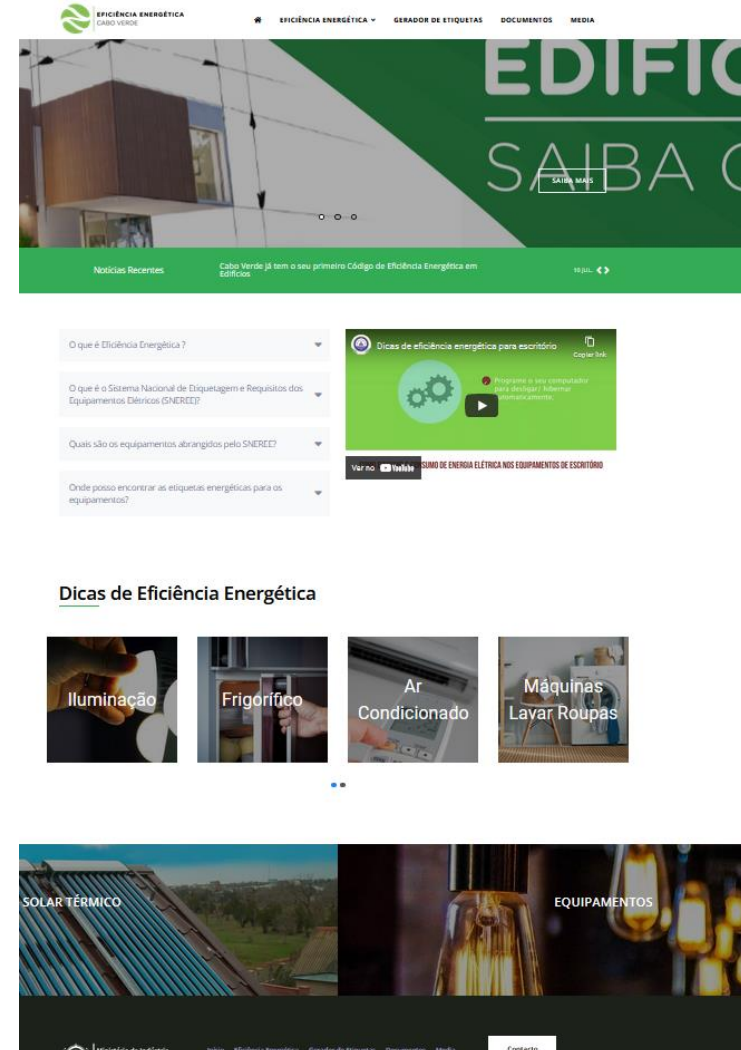 EFICIÊNCIA ENERGÉTICA
CABO VERDE
EFICIÊNCIA ENERGÉTICA
GERADOR DE ETIQUETAS
DOCUMENTOS
MEDIA
EDIFIC
SAIBA
SAIBA MAIS
Notícias Recentes
Cabo Verde já tem o seu primeiro Código de Eficiência Energética em
Edifícios
O que é Eficiência Energética ?
O que é o Sistema Nacional de Etiquetagem e Requisitos dos
Equipamentos Elétricos (SNEREE)?
Quais são os equipamentos abrangidos pelo SNEREE?
Onde posso encontrar as etiquetas energéticas para os
equipamentos?
Dicas de eficiência energética para escritório
Copiar link
Programe o seu computador
para desligar/ hibernar
automaticamente.
Ver no YouTube
SUMO DE ENERGIA ELÉTRICA NOS EQUIPAMENTOS DE ESCRITÓRIO
Dicas de Eficiência Energética
Iluminação
Frigorífico
Ar
Condicionado
Máquinas
Lavar Roupas
SOLAR TÉRMICO
EQUIPAMENTOS
Contacto